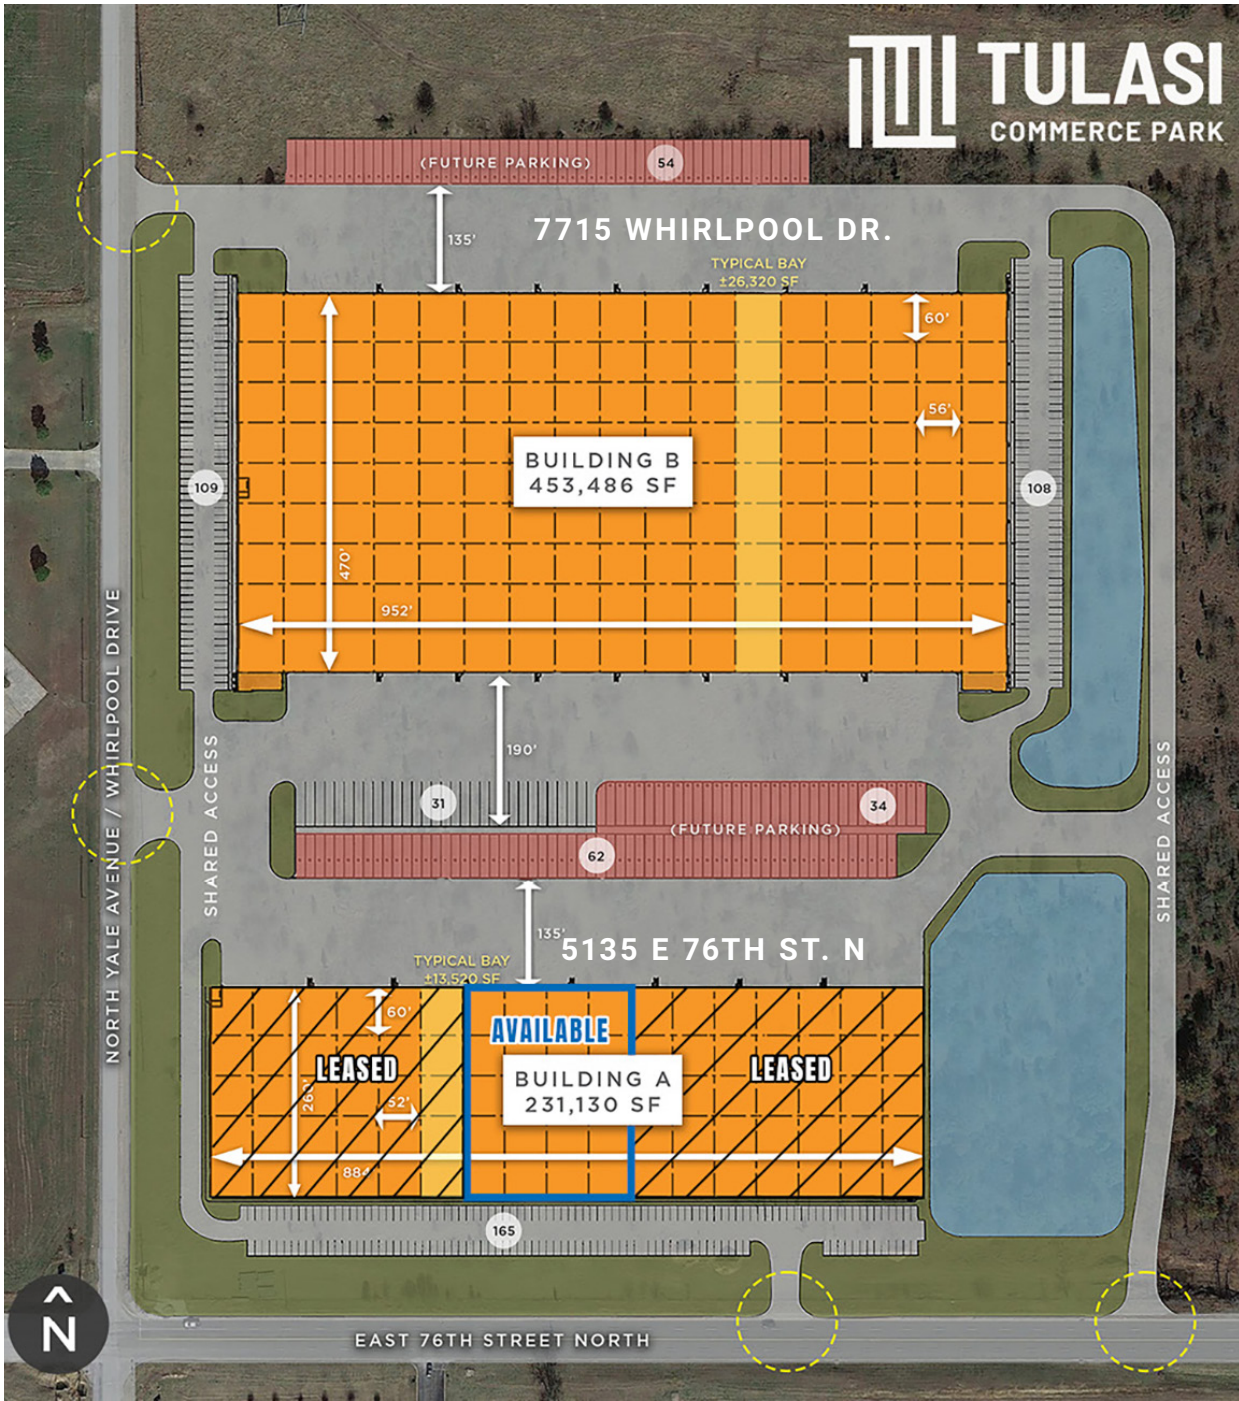 TULASI
COMMERCE PARK
(FUTURE PARKING)
54
7715 WHIRLPOOL DR.
135'
TYPICAL BAY
±26,320 SF
60'
56'
BUILDING B
453,486 SF
109
108
470'
952'
NORTH YALE AVENUE / WHIRLPOOL DRIVE
SHARED ACCESS
SHARED ACCESS
190'
31
34
(FUTURE PARKING)
62
135'
5135 E 76TH ST. N
TYPICAL BAY
±13,520 SF
60'
AVAILABLE
LEASED
LEASED
BUILDING A
231,130 SF
260'
52'
884'
165
N
EAST 76TH STREET NORTH